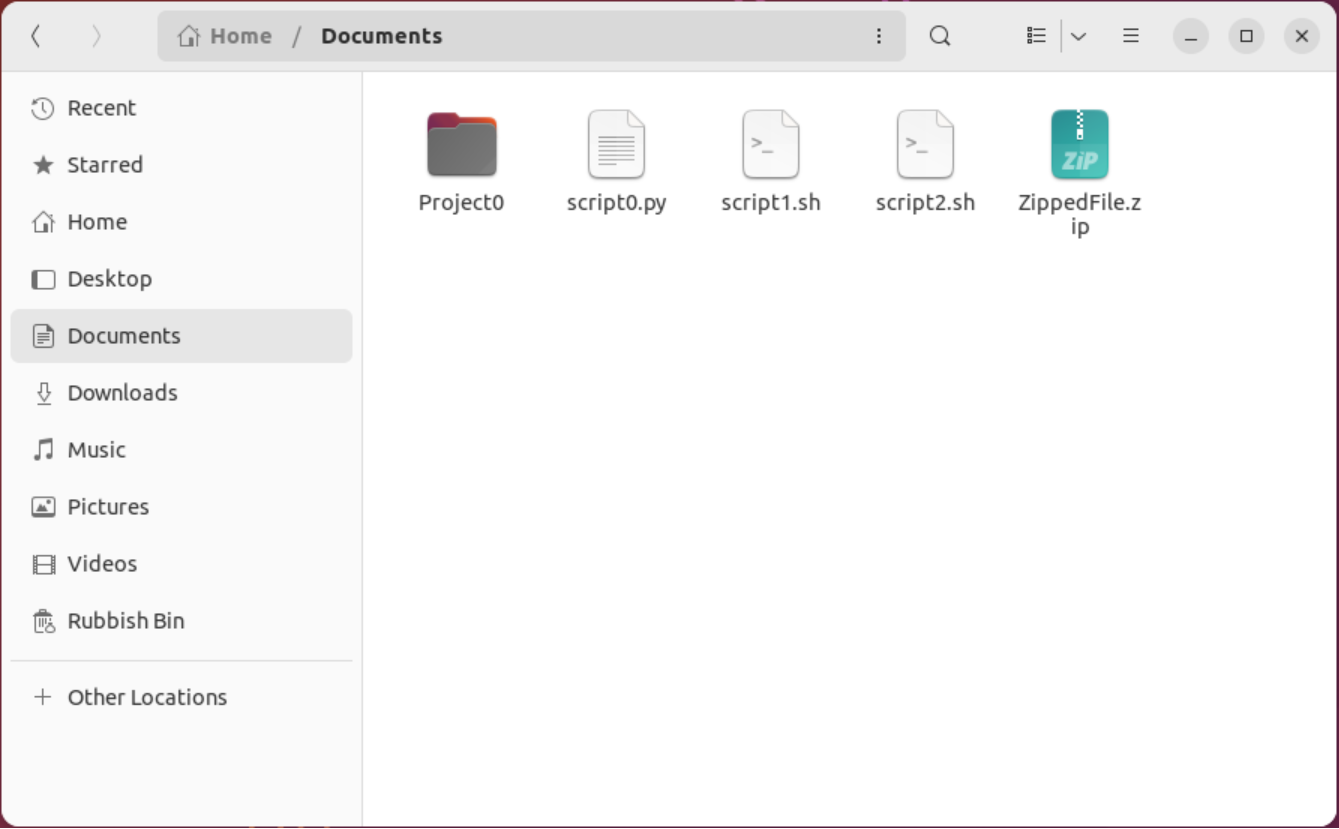 Home / Documents
Recent
Starred
Home
Desktop
Documents
Downloads
Music
Pictures
Videos
Rubbish Bin
+ Other Locations
Project0
script0.py
>_
script1.sh
>_
script2.sh
ZiP
ZippedFile.z
ip